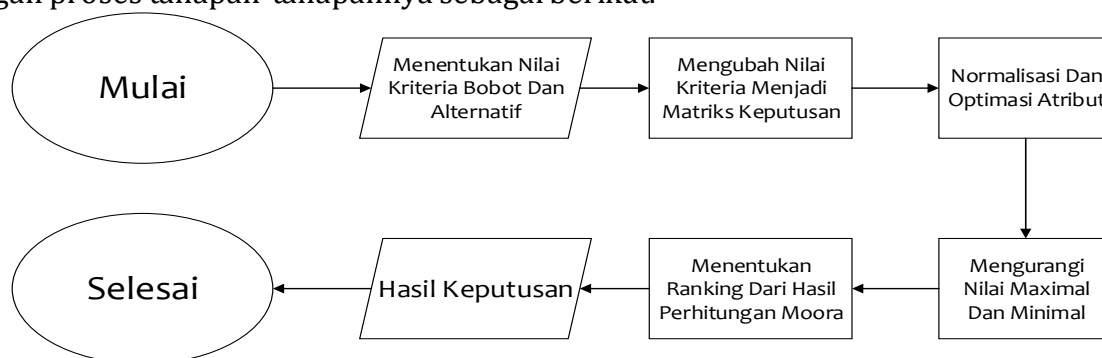 gan proses tahapan-tahapannya sebagai berikut:
Mulai
Menentukan Nilai
Kriteria Bobot Dan
Alternatif
Mengubah Nilai
Kriteria Menjadi
Matriks Keputusan
Normalisasi Dan
Optimasi Atribut
Mengurangi
Nilai Maximal
Dan Minimal
Menentukan
Ranking Dari Hasil
Perhitungan Moora
Hasil Keputusan
Selesai